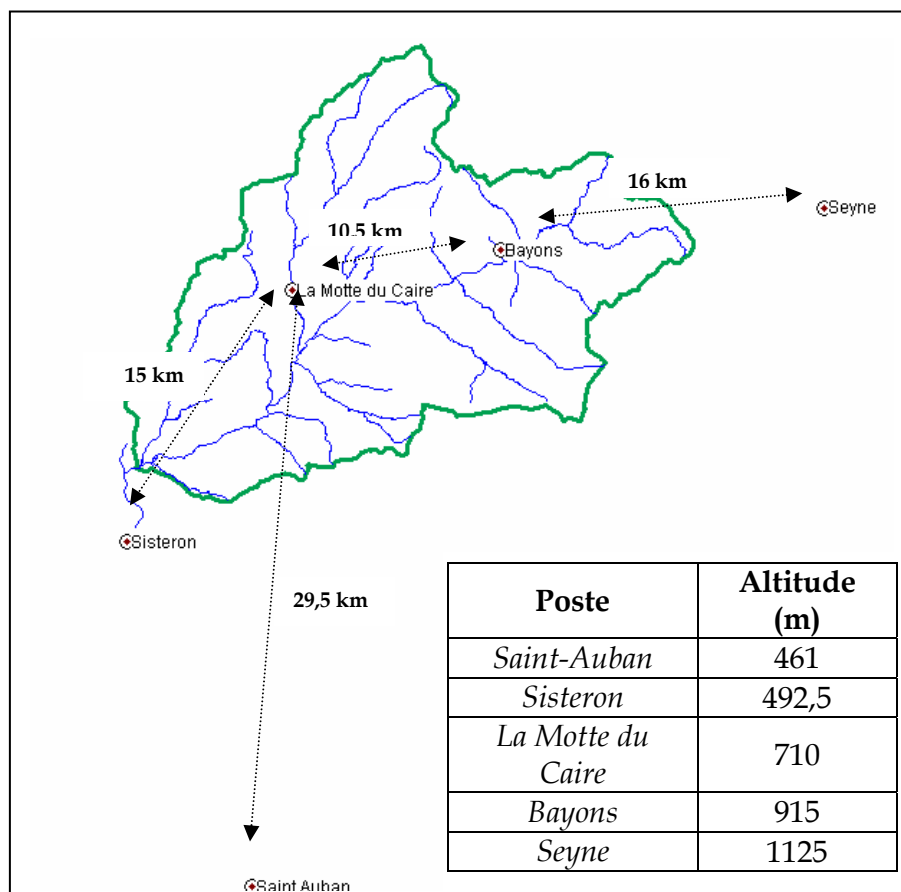 16 km
Seyne
10.5 km
Bayons
La Motte du Caire
15 km
Sisteron
29,5 km
Saint Auban
Poste Altitude (m)
Saint-Auban 461
Sisteron 492,5
La Motte du Caire 710
Bayons 915
Seyne 1125